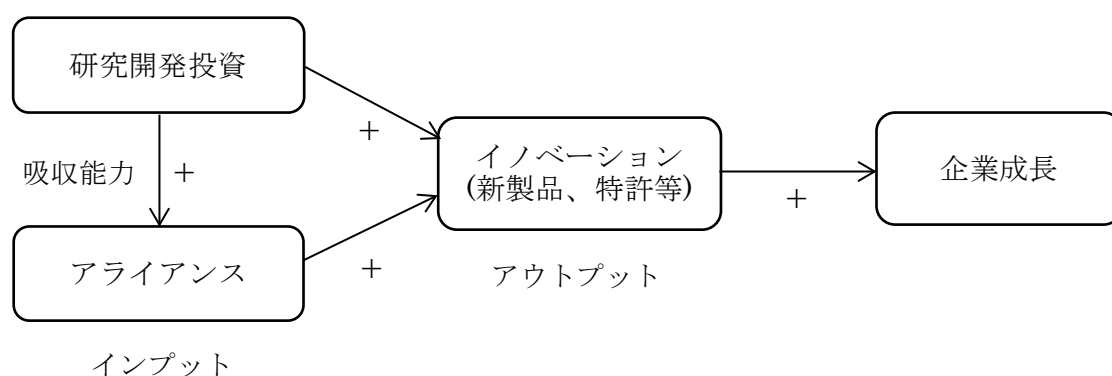 研究開発投資
+
吸収能力
+
アライアンス
+
インプット
イノベーション
(新製品、特許等)
アウトプット
+
企業成長